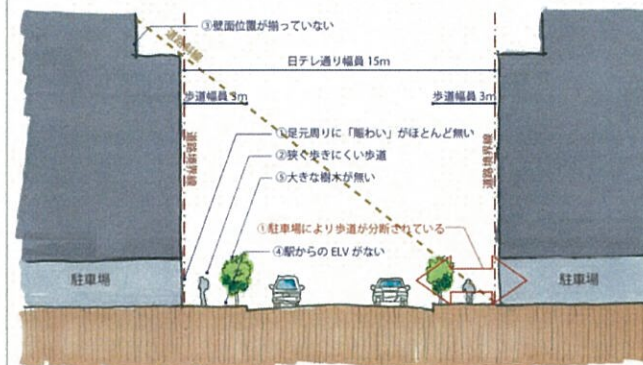 ③壁面位置が揃っていない
道路斜線
日テレ通り幅員 15m
歩道幅員 3m
歩道幅員 3m
①足元周りに「賑わい」がほとんど無い
②狭く歩きにくい歩道
⑤大きな樹木が無い
道路境界線
道路境界線
①駐車場により歩道が分断されている
④駅からの ELV がない
駐車場
駐車場